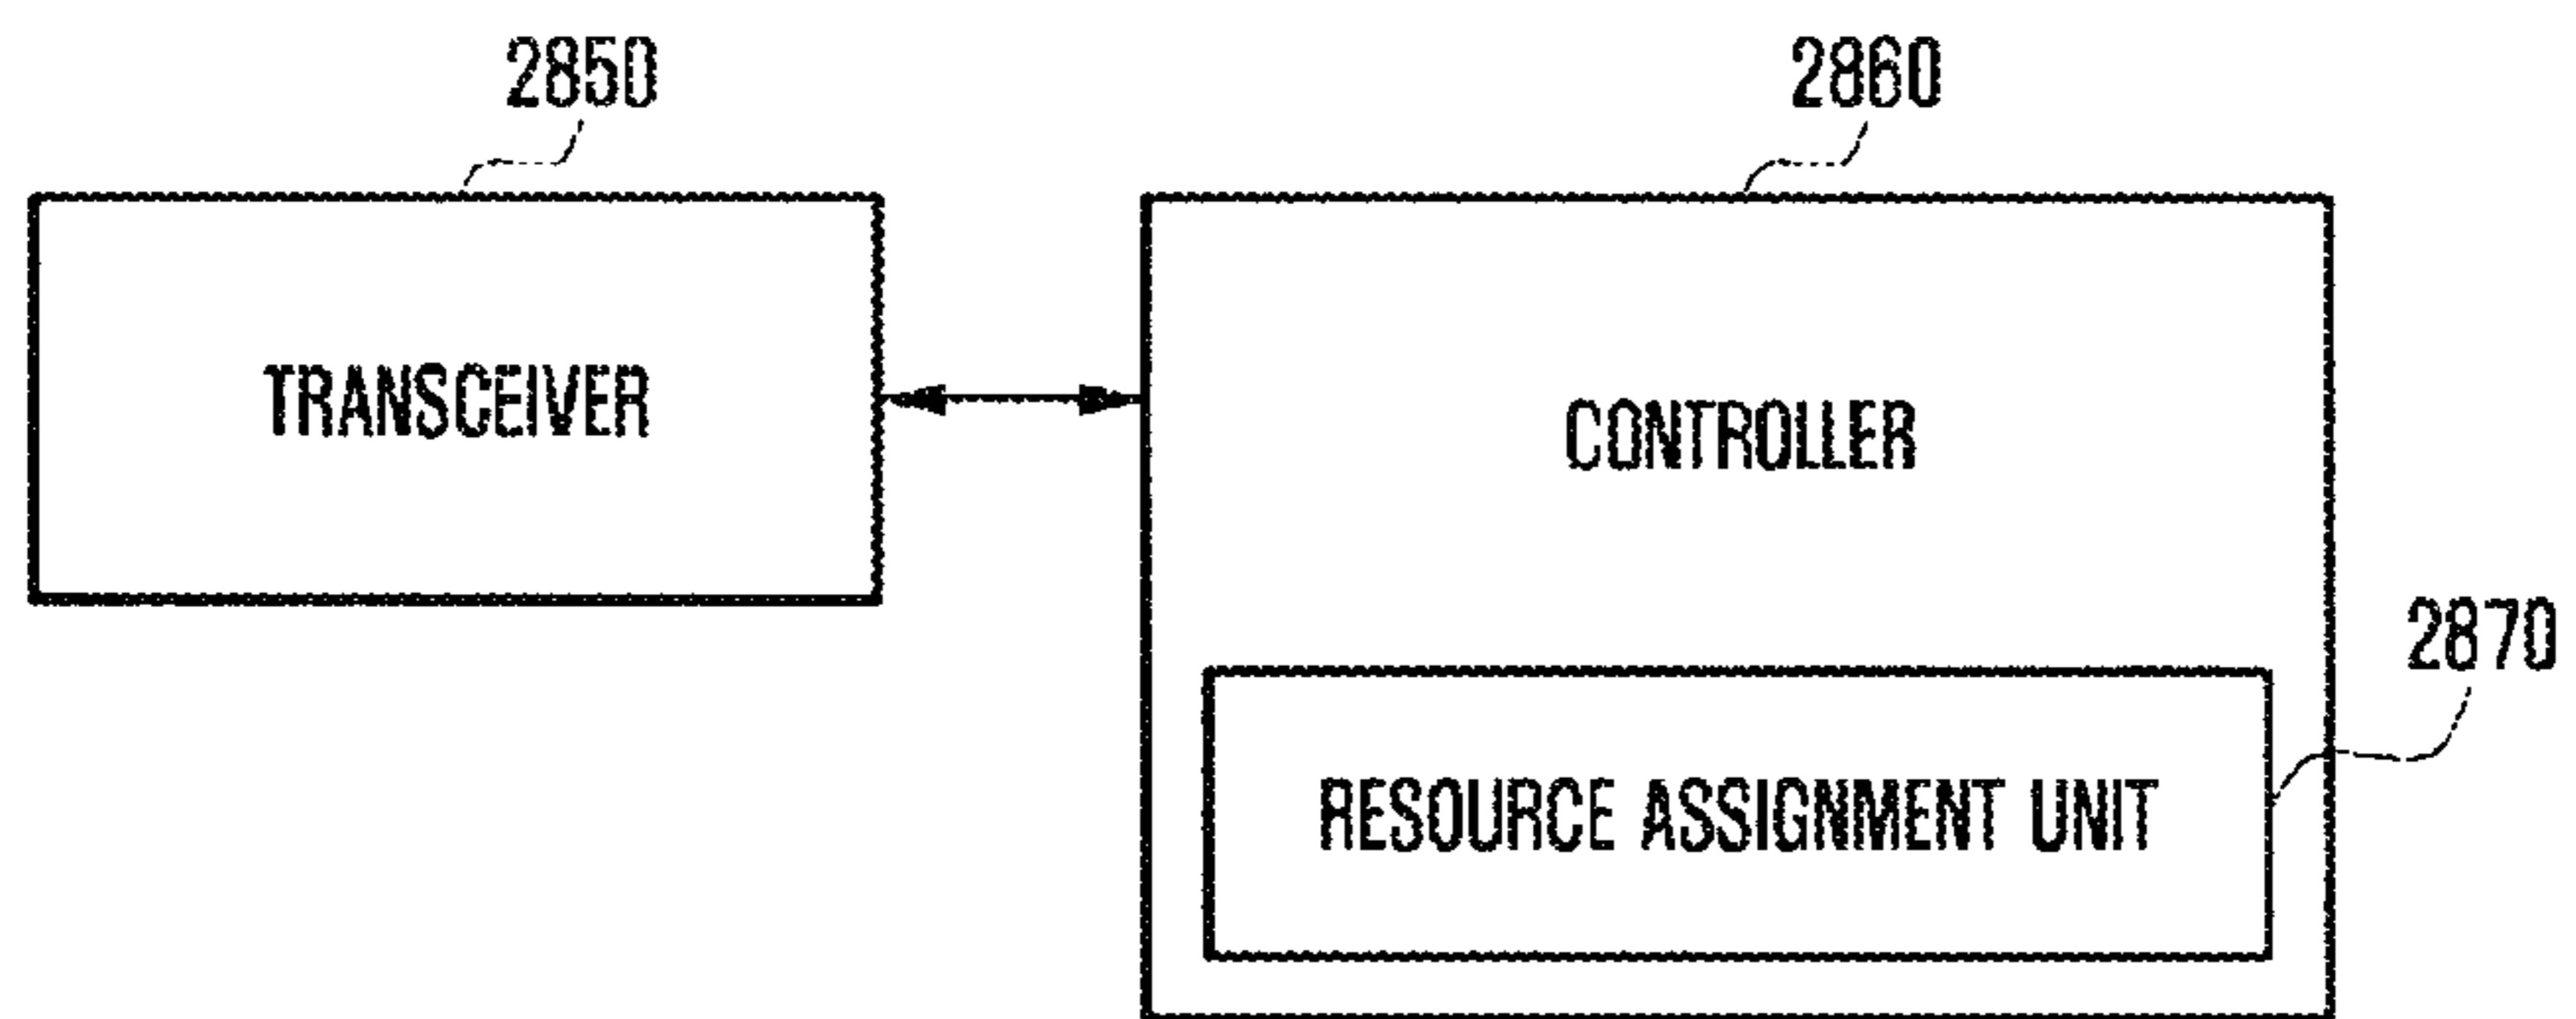 2850
2860
TRANSCEIVER
CONTROLLER
2870
RESOURCE ASSIGNMENT UNIT